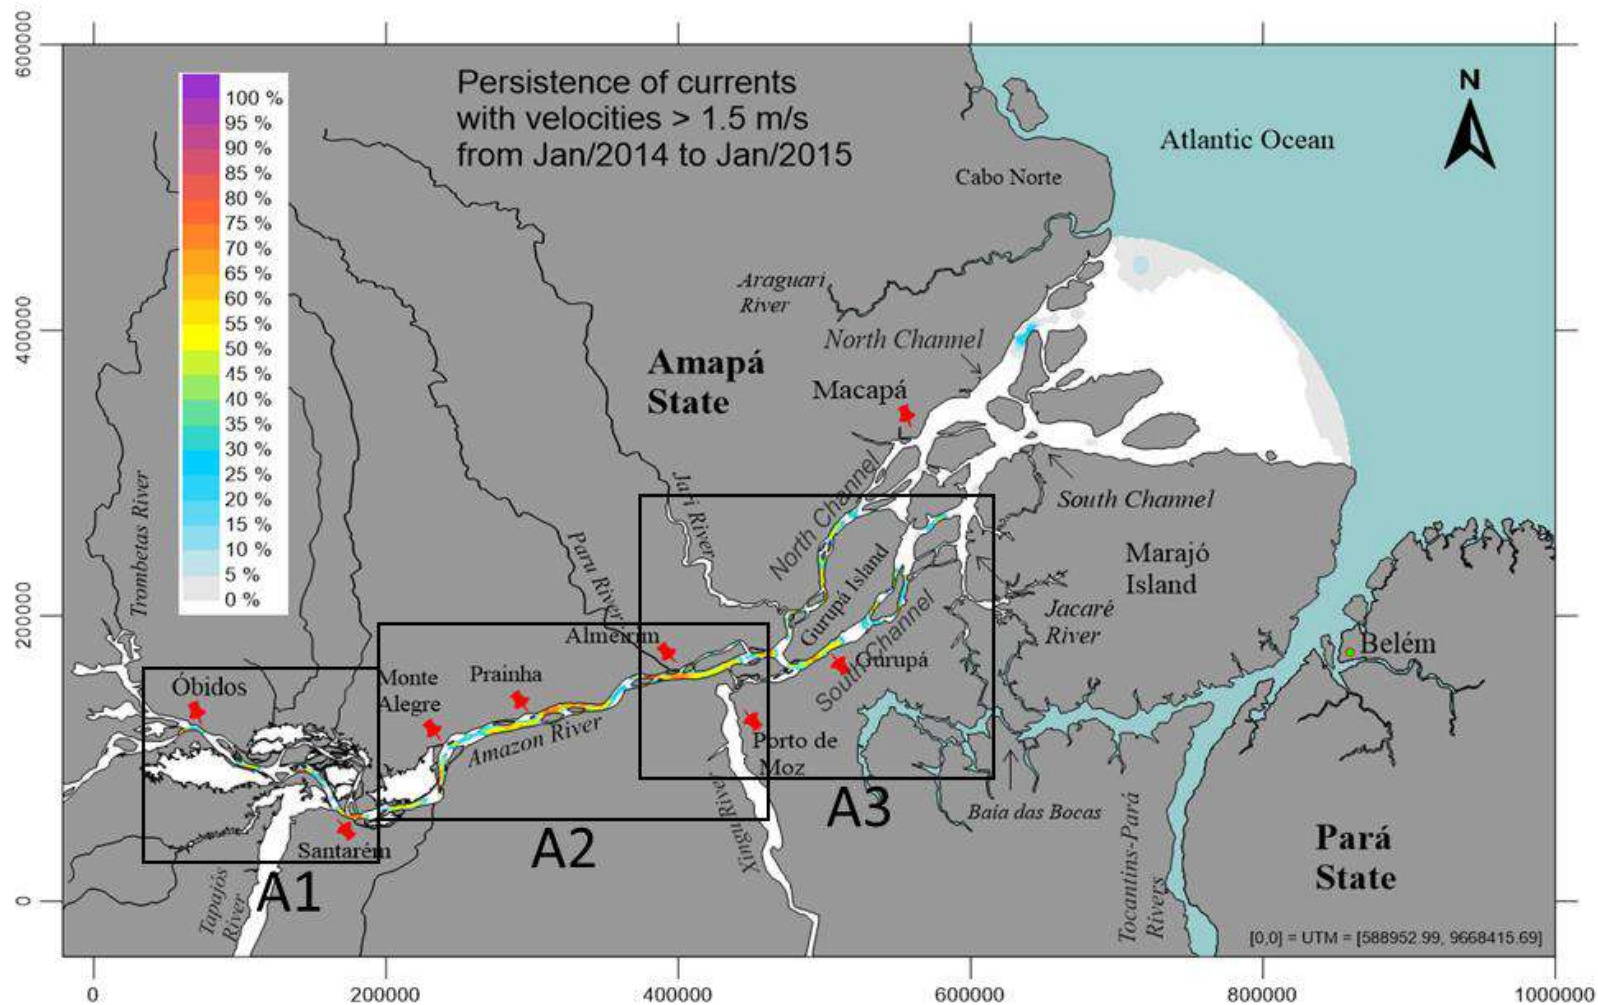 600000
400000
200000
0
0
200000
400000
600000
800000
1000000
100 %
95 %
90 %
85 %
80 %
75 %
70 %
65 %
60 %
55 %
50 %
45 %
40 %
35 %
30 %
25 %
20 %
15 %
10 %
5 %
0 %
Persistence of currents
with velocities > 1.5 m/s
from Jan/2014 to Jan/2015
N
Atlantic Ocean
Cabo Norte
Araguari
River
North Channel
Amapá
State
Macapá
Trombetas River
Jari River
North Channel
South Channel
Paru River
Gurupá Island
Marajó
Island
Jacaré
River
Almeirim
South Channel
Gurupá
Belém
Óbidos
Monte
Alegre
Prainha
Amazon River
Porto de
Moz
Xingu River
A3
Baía das Bocas
A2
Santarém
A1
Tapajós
River
Tocantins-Pará
Rivers
Pará
State
[0,0] = UTM = [588952.99, 9668415.69]